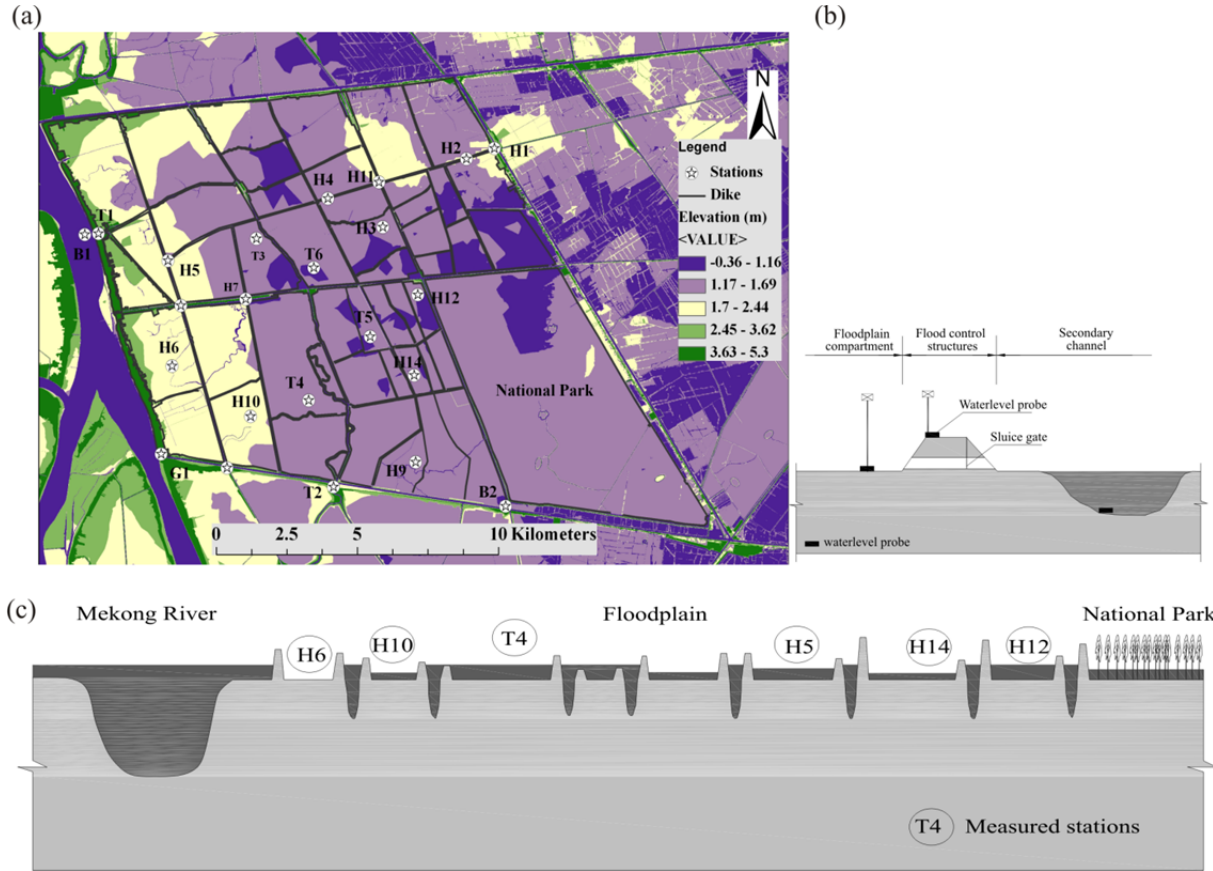 (a)
(b)
N
Legend
Stations
Dike
Elevation (m)
<VALUE>
-0.36 - 1.16
1.17 - 1.69
1.7 - 2.44
2.45 - 3.62
3.63 - 5.3
H1
H2
H11
H4
H3
T1
B1
T3
H5
T6
H7
H12
T5
H6
H14
National Park
T4
H10
H9
G1
T2
B2
0 2.5 5 10 Kilometers
Floodplain compartment
Flood control structures
Secondary channel
Waterlevel probe
Sluice gate
waterlevel probe
(c)
Mekong River
Floodplain
National Park
H6
H10
T4
H5
H14
H12
T4 Measured stations